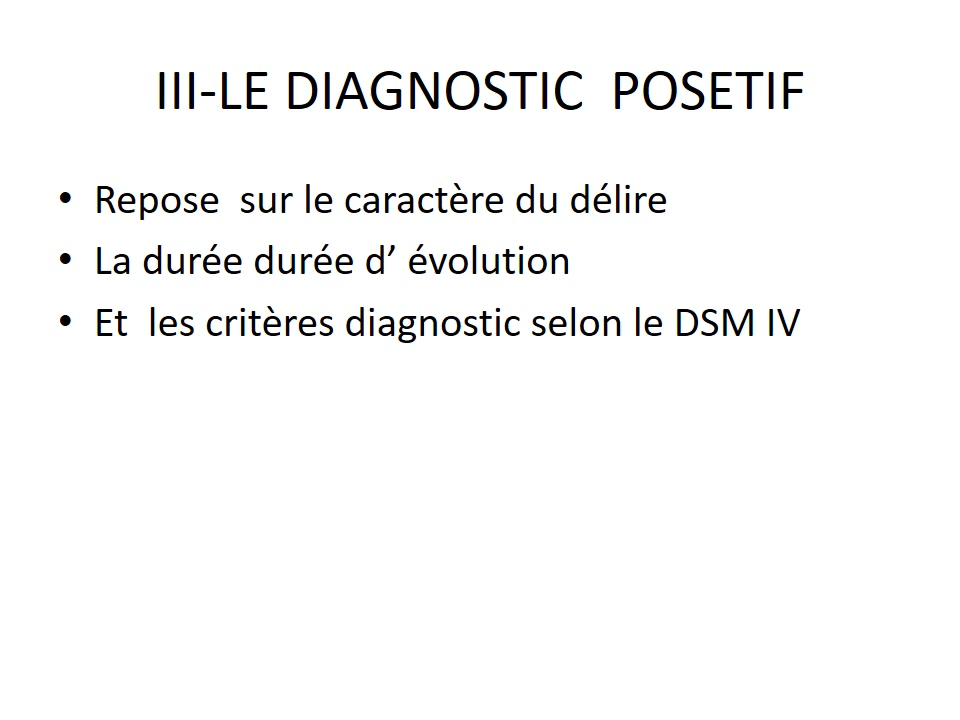 III-LE DIAGNOSTIC  POSETIF
• Repose  sur le caractère du délire
• La durée durée d’ évolution
• Et  les critères diagnostic selon le DSM IV